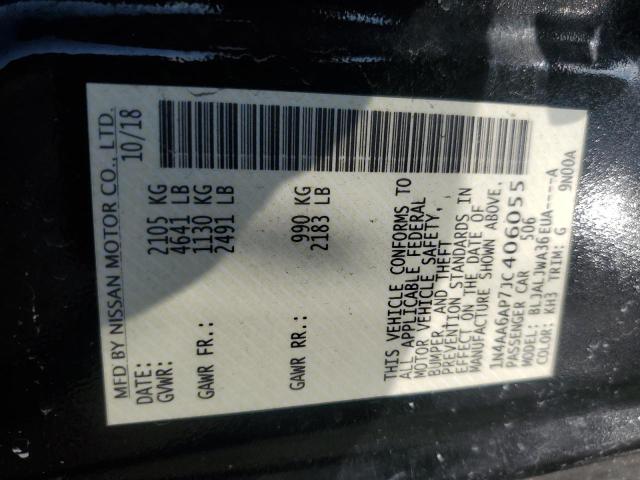 MFD BY NISSAN MOTOR CO., LTD.
DATE: 10/18
GVWR: 2105 KG
4641 LB
GAWR FR.: 1130 KG
2491 LB
GAWR RR.: 990 KG
2183 LB
THIS VEHICLE CONFORMS TO
ALL APPLICABLE FEDERAL
MOTOR VEHICLE SAFETY,
BUMPER, AND THEFT
PREVENTION STANDARDS IN
EFFECT ON THE DATE OF
MANUFACTURE SHOWN ABOVE.
1N4AA6AP7JC406055
PASSENGER CAR 506
MODEL: BLJALJWA36EUA----A
COLOR: KH3 TRIM: G 9N00A